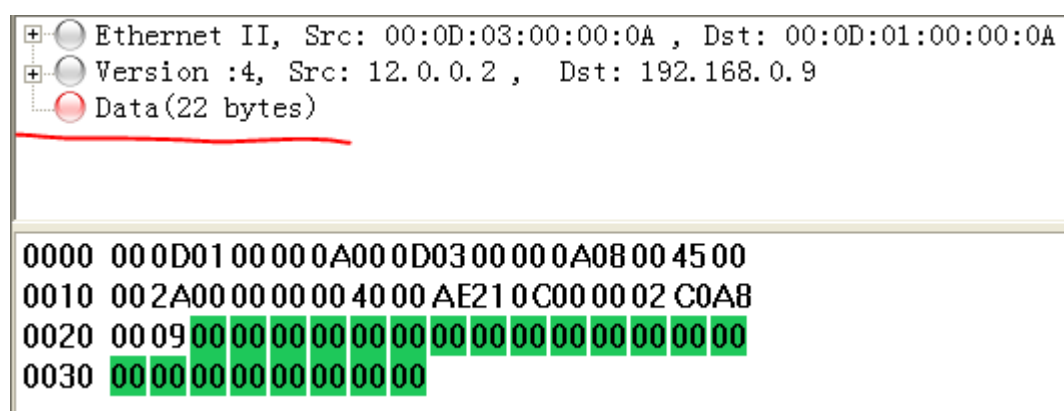 Ethernet II, Src: 00:0D:03:00:00:0A , Dst: 00:0D:01:00:00:0A
Version :4, Src: 12.0.0.2 , Dst: 192.168.0.9
Data(22 bytes)
0000 00 0D 01 00 00 0A 00 0D 03 00 00 0A 08 00 45 00
0010 00 2A 00 00 00 00 40 00 AE 21 0C 00 00 02 C0 A8
0020 00 09 00 00 00 00 00 00 00 00 00 00 00 00 00 00
0030 00 00 00 00 00 00 00 00